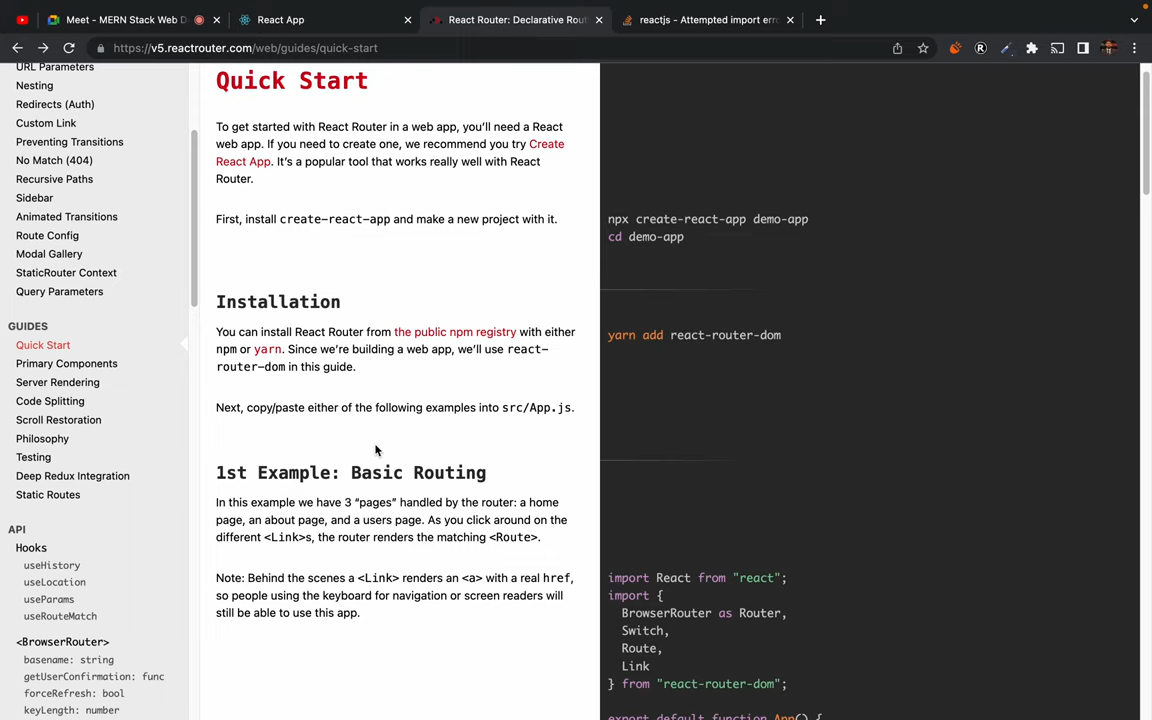 Meet - MERN Stack Web D
React App
React Router: Declarative Rout
reactjs - Attempted import erro
https://v5.reactrouter.com/web/guides/quick-start
URL Parameters
Nesting
Redirects (Auth)
Custom Link
Preventing Transitions
No Match (404)
Recursive Paths
Sidebar
Animated Transitions
Route Config
Modal Gallery
StaticRouter Context
Query Parameters
GUIDES
Quick Start
Primary Components
Server Rendering
Code Splitting
Scroll Restoration
Philosophy
Testing
Deep Redux Integration
Static Routes
API
Hooks
useHistory
useLocation
useParams
useRouteMatch
<BrowserRouter>
basename: string
getUserConfirmation: func
forceRefresh: bool
keyLength: number
Quick Start
To get started with React Router in a web app, you’ll need a React
web app. If you need to create one, we recommend you try Create
React App. It’s a popular tool that works really well with React
Router.
First, install create-react-app and make a new project with it.
Installation
You can install React Router from the public npm registry with either
npm or yarn. Since we’re building a web app, we’ll use react-
router-dom in this guide.
Next, copy/paste either of the following examples into src/App.js.
1st Example: Basic Routing
In this example we have 3 “pages” handled by the router: a home
page, an about page, and a users page. As you click around on the
different <Link>s, the router renders the matching <Route>.
Note: Behind the scenes a <Link> renders an <a> with a real href,
so people using the keyboard for navigation or screen readers will
still be able to use this app.
npx create-react-app demo-app
cd demo-app
yarn add react-router-dom
import React from "react";
import {
BrowserRouter as Router,
Switch,
Route,
Link
} from "react-router-dom";
export default function App() {